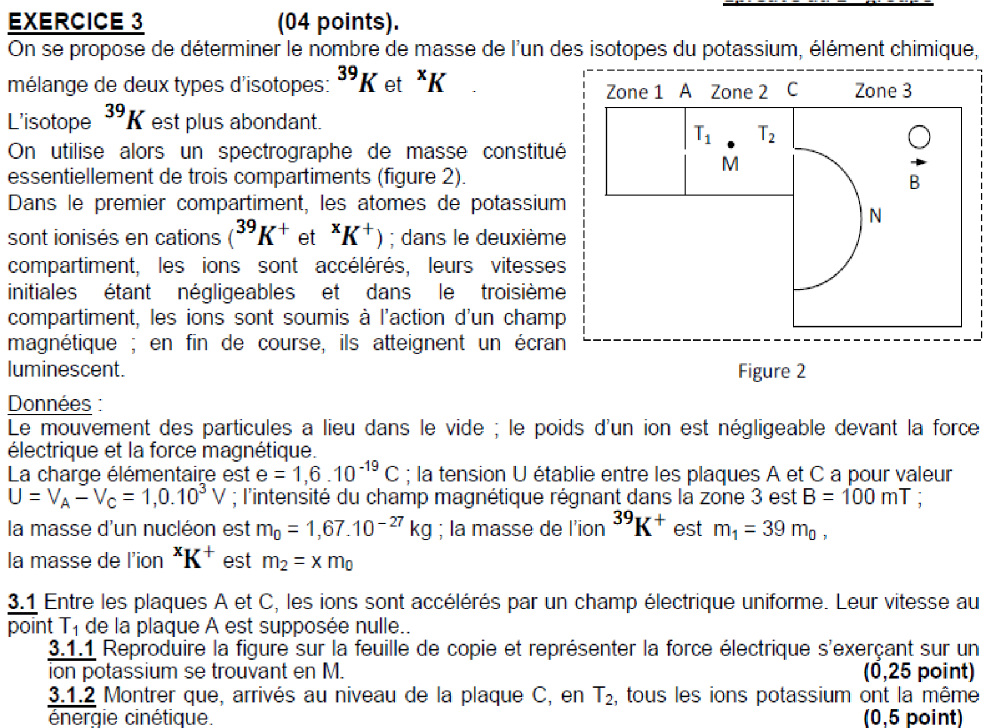 EXERCICE 3 (04 points).
On se propose de déterminer le nombre de masse de l'un des isotopes du potassium, élément chimique,
mélange de deux types d'isotopes: ³⁹K et ˣK .
L'isotope ³⁹K est plus abondant.
On utilise alors un spectrographe de masse constitué
essentiellement de trois compartiments (figure 2).
Dans le premier compartiment, les atomes de potassium
sont ionisés en cations (³⁹K⁺ et ˣK⁺) ; dans le deuxième
compartiment, les ions sont accélérés, leurs vitesses
initiales étant négligeables et dans le troisième
compartiment, les ions sont soumis à l'action d'un champ
magnétique ; en fin de course, ils atteignent un écran
luminescent.
Zone 1 A Zone 2 C Zone 3
T₁ T₂
M
B
N
Figure 2
Données :
Le mouvement des particules a lieu dans le vide ; le poids d'un ion est négligeable devant la force
électrique et la force magnétique.
La charge élémentaire est e = 1,6 .10⁻¹⁹ C ; la tension U établie entre les plaques A et C a pour valeur
U = V_A – V_C = 1,0.10³ V ; l'intensité du champ magnétique régnant dans la zone 3 est B = 100 mT ;
la masse d'un nucléon est m₀ = 1,67.10⁻²⁷ kg ; la masse de l'ion ³⁹K⁺ est m₁ = 39 m₀ ,
la masse de l'ion ˣK⁺ est m₂ = x m₀
3.1 Entre les plaques A et C, les ions sont accélérés par un champ électrique uniforme. Leur vitesse au
point T₁ de la plaque A est supposée nulle..
3.1.1 Reproduire la figure sur la feuille de copie et représenter la force électrique s'exerçant sur un
ion potassium se trouvant en M. (0,25 point)
3.1.2 Montrer que, arrivés au niveau de la plaque C, en T₂, tous les ions potassium ont la même
énergie cinétique. (0,5 point)